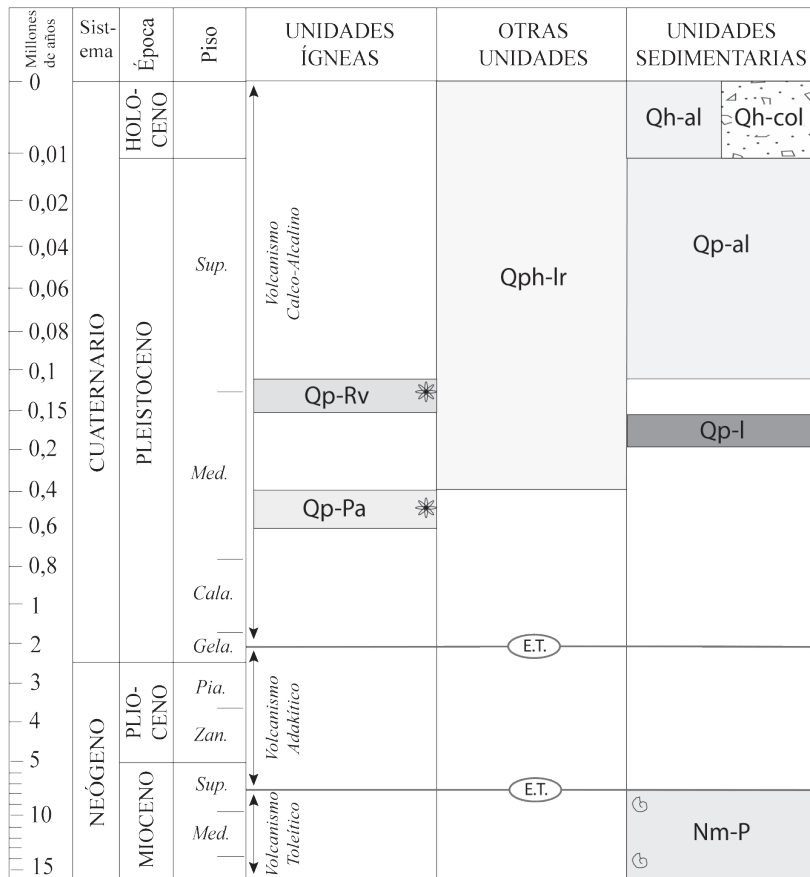 Millones
de años
Sist-
ema
Época
Piso
UNIDADES
ÍGNEAS
OTRAS
UNIDADES
UNIDADES
SEDIMENTARIAS
0
0,01
0,02
0,04
0,06
0,08
0,1
0,15
0,2
0,4
0,6
0,8
1
2
3
4
5
10
15
CUATERNARIO
NEÓGENO
HOLO-
CENO
PLEISTOCENO
PLIO-
CENO
MIOCENO
Sup.
Med.
Cala.
Gela.
Pia.
Zan.
Sup.
Med.
Volcanismo
Calco-Alcalino
Volcanismo
Adakítico
Volcanismo
Toleítico
Qp-Rv
Qp-Pa
Qph-lr
E.T.
E.T.
Qh-al
Qh-col
Qp-al
Qp-l
Nm-P